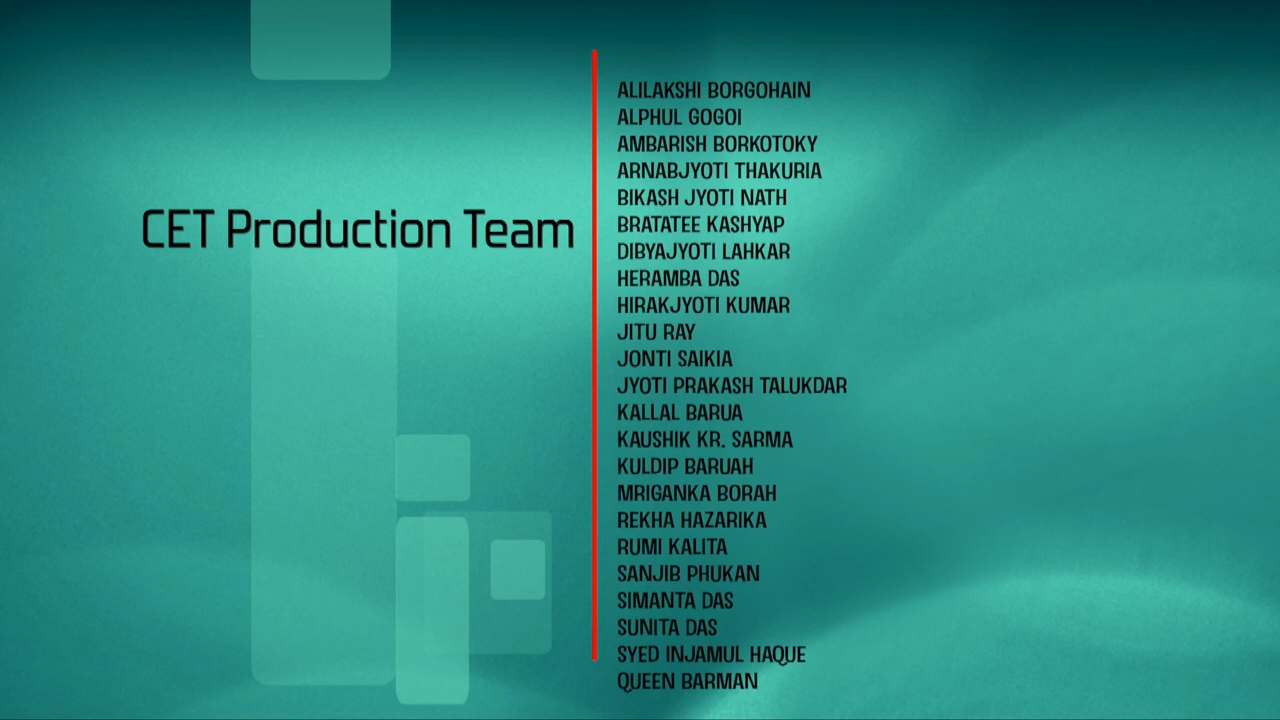 CET Production Team
ALILAKSHI BORGOHAIN
ALPHUL GOGOI
AMBARISH BORKOTOKY
ARNABJYOTI THAKURIA
BIKASH JYOTI NATH
BRATATEE KASHYAP
DIBYAJYOTI LAHKAR
HERAMBA DAS
HIRAKJYOTI KUMAR
JITU RAY
JONTI SAIKIA
JYOTI PRAKASH TALUKDAR
KALLAL BARUA
KAUSHIK KR. SARMA
KULDIP BARUAH
MRIGANKA BORAH
REKHA HAZARIKA
RUMI KALITA
SANJIB PHUKAN
SIMANTA DAS
SUNITA DAS
SYED INJAMUL HAQUE
QUEEN BARMAN